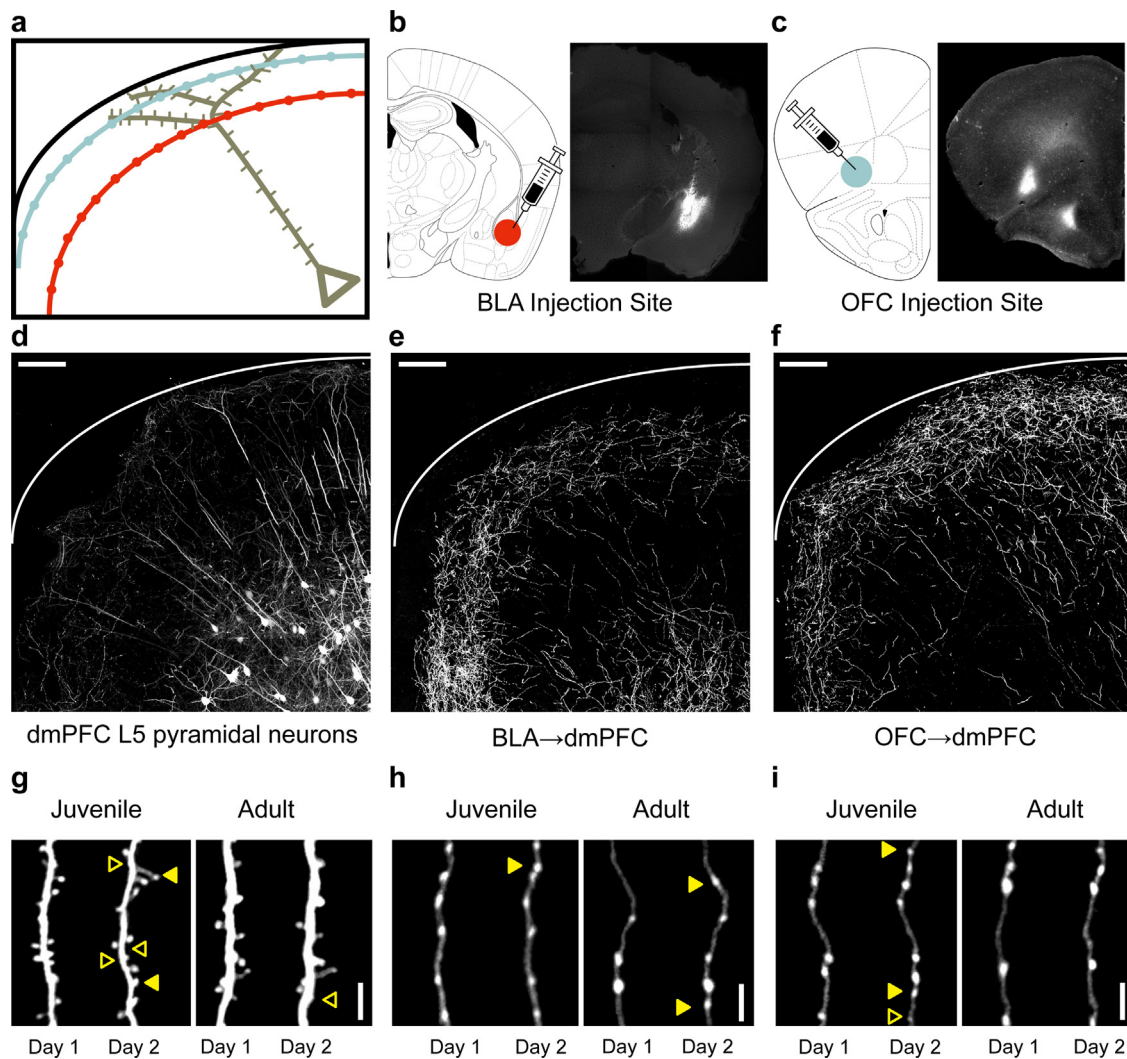 a
b
c
BLA Injection Site
OFC Injection Site
d
e
f
dmPFC L5 pyramidal neurons
BLA→dmPFC
OFC→dmPFC
g
h
i
Juvenile Adult
Juvenile Adult
Juvenile Adult
Day 1 Day 2 Day 1 Day 2
Day 1 Day 2 Day 1 Day 2
Day 1 Day 2 Day 1 Day 2